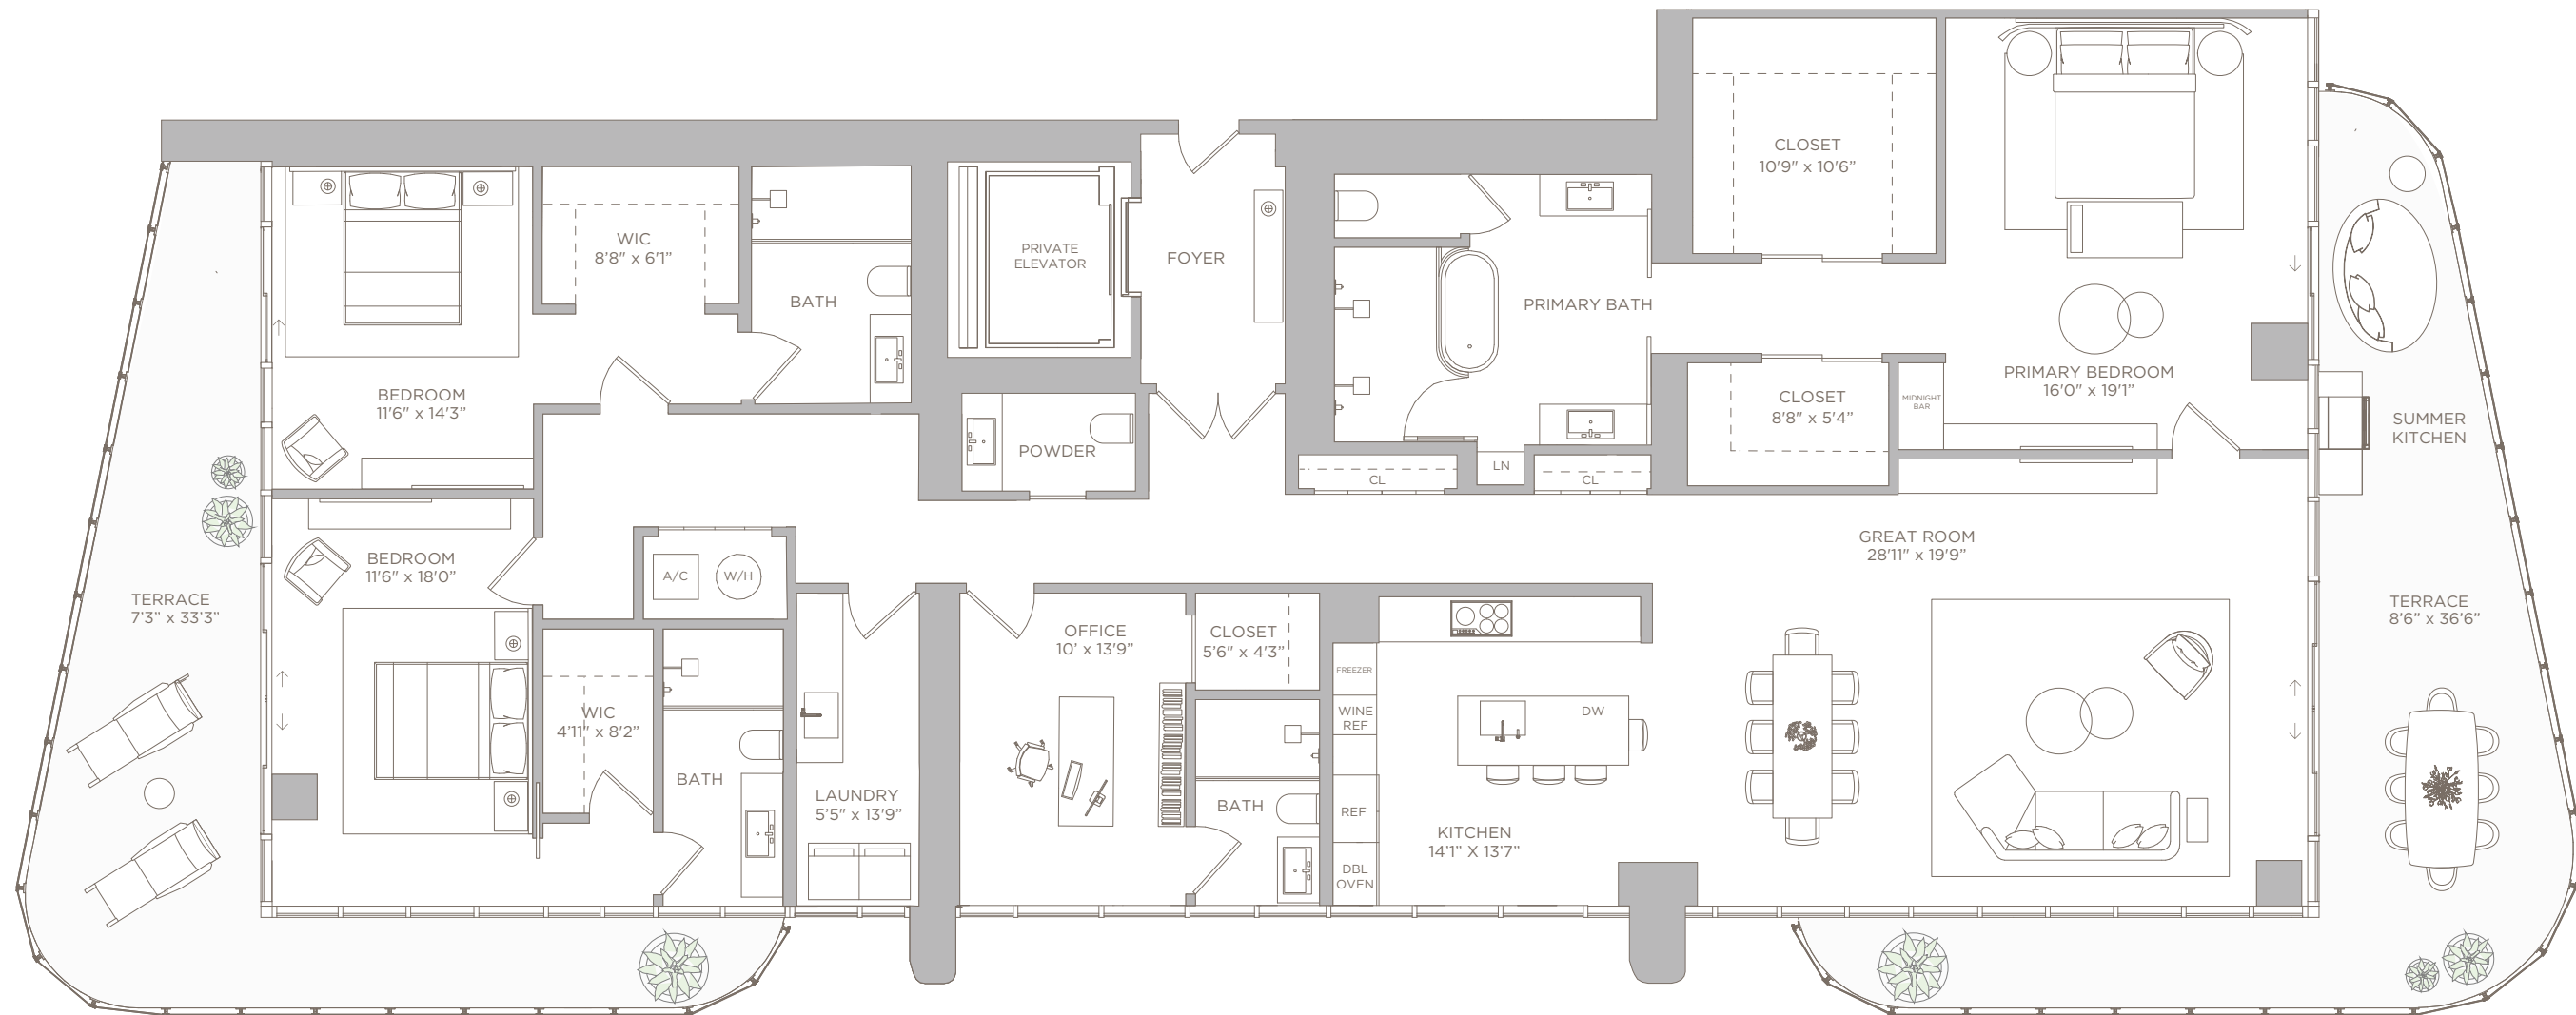 CLOSET
10'9" x 10'6"
WIC
8'8" x 6'1"
PRIVATE
ELEVATOR
FOYER
BATH
PRIMARY BATH
BEDROOM
11'6" x 14'3"
PRIMARY BEDROOM
16'0" x 19'1"
MIDNIGHT
BAR
CLOSET
8'8" x 5'4"
SUMMER
KITCHEN
POWDER
CL
LN
CL
GREAT ROOM
28'11" x 19'9"
BEDROOM
11'6" x 18'0"
A/C
W/H
TERRACE
7'3" x 33'3"
OFFICE
10' x 13'9"
CLOSET
5'6" x 4'3"
TERRACE
8'6" x 36'6"
FREEZER
WINE
REF
DW
WIC
4'11" x 8'2"
BATH
LAUNDRY
5'5" x 13'9"
BATH
REF
KITCHEN
14'1" X 13'7"
DBL
OVEN